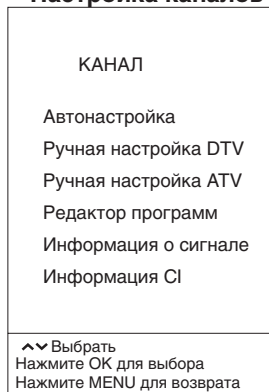 Настройка каналов
КАНАЛ
Автонастройка
Ручная настройка DTV
Ручная настройка ATV
Редактор программ
Информация о сигнале
Информация CI
Выбрать
Нажмите OK для выбора
Нажмите MENU для возврата